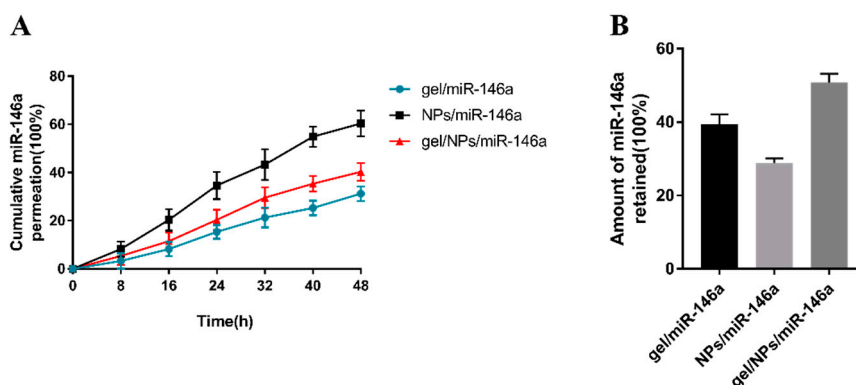 A
Cumulative miR-146a
permeation(100%)
80
60
40
20
0
0 8 16 24 32 40 48
Time(h)
gel/miR-146a
NPs/miR-146a
gel/NPs/miR-146a
B
Amount of miR-146a
retained(100%)
60
40
20
0
gel/miR-146a
NPs/miR-146a
gel/NPs/miR-146a